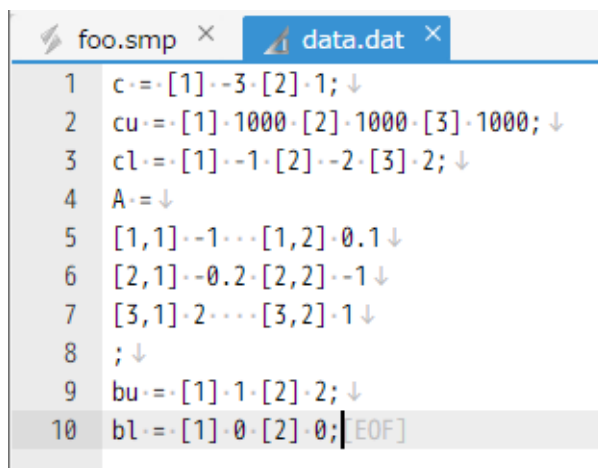 foo.smp × data.dat ×
1 c = [1] -3 [2] 1;↓
2 cu = [1] 1000 [2] 1000 [3] 1000;↓
3 cl = [1] -1 [2] -2 [3] 2;↓
4 A =↓
5 [1,1] -1   [1,2] 0.1↓
6 [2,1] -0.2 [2,2] -1↓
7 [3,1] 2    [3,2] 1↓
8 ;↓
9 bu = [1] 1 [2] 2;↓
10 bl = [1] 0 [2] 0;[EOF]